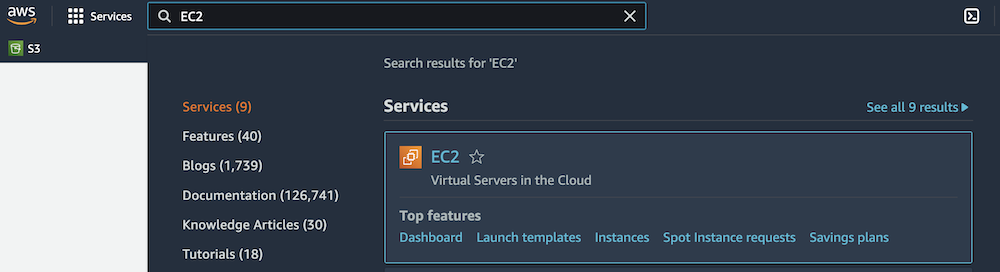 aws
Services
EC2
S3
Search results for 'EC2'
Services (9)
Features (40)
Blogs (1,739)
Documentation (126,741)
Knowledge Articles (30)
Tutorials (18)
Services
See all 9 results
EC2
Virtual Servers in the Cloud
Top features
Dashboard Launch templates Instances Spot Instance requests Savings plans